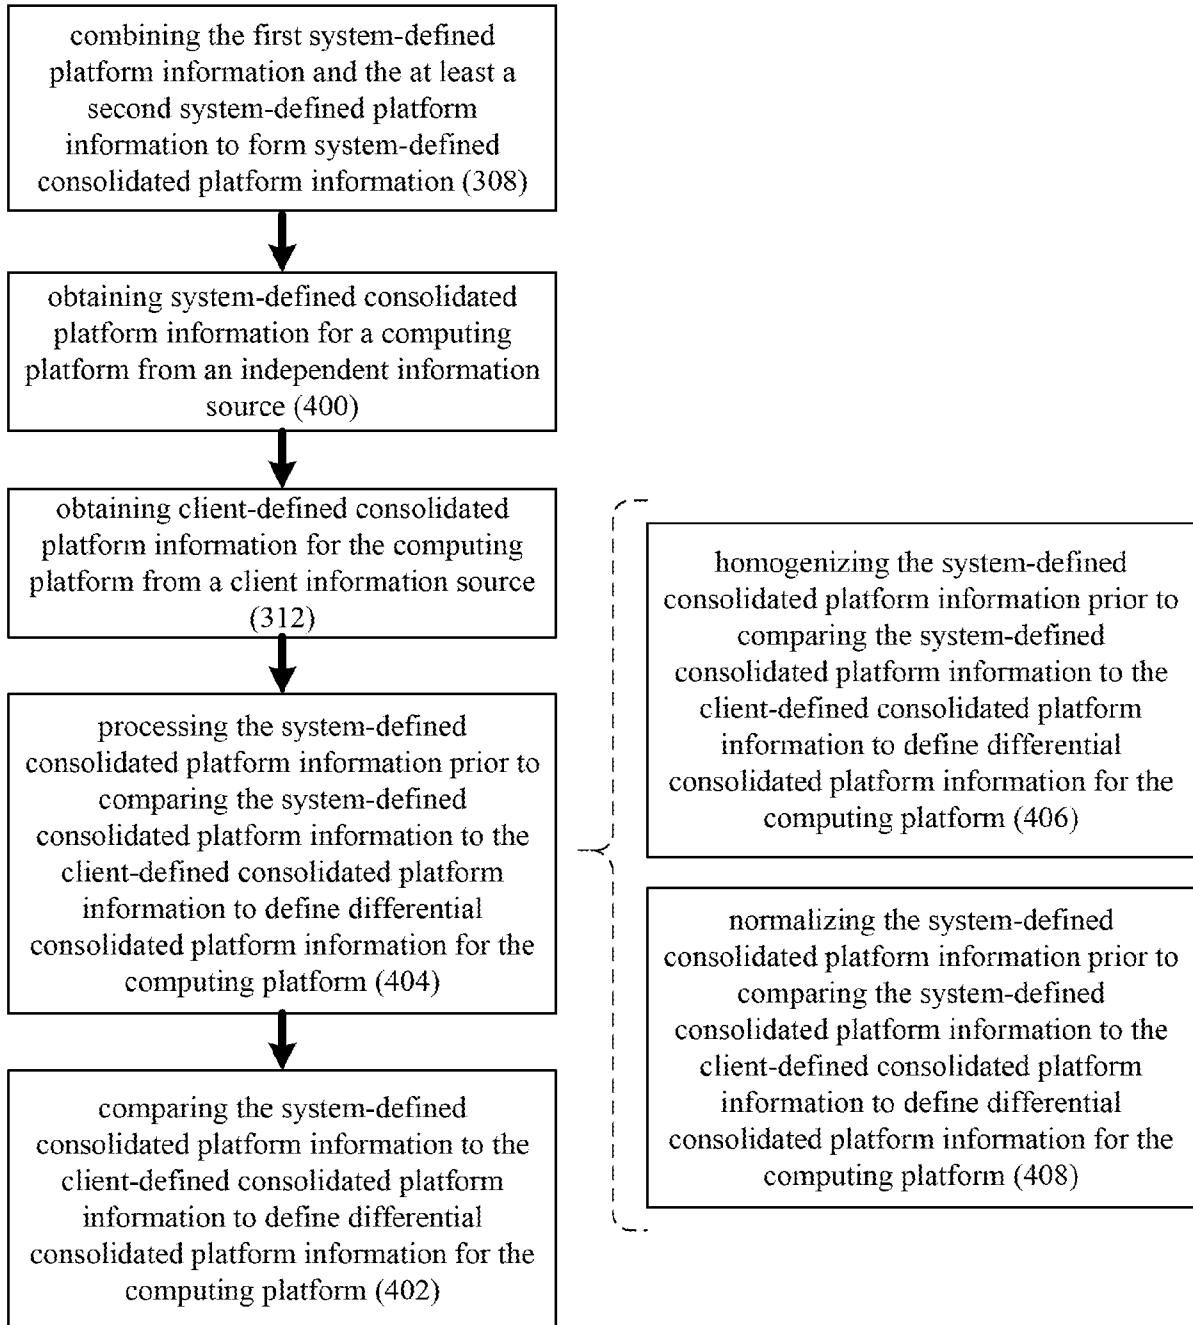 combining the first system-defined
platform information and the at least a
second system-defined platform
information to form system-defined
consolidated platform information (308)
obtaining system-defined consolidated
platform information for a computing
platform from an independent information
source (400)
obtaining client-defined consolidated
platform information for the computing
platform from a client information source
(312)
processing the system-defined
consolidated platform information prior to
comparing the system-defined
consolidated platform information to the
client-defined consolidated platform
information to define differential
consolidated platform information for the
computing platform (404)
comparing the system-defined
consolidated platform information to the
client-defined consolidated platform
information to define differential
consolidated platform information for the
computing platform (402)
homogenizing the system-defined
consolidated platform information prior to
comparing the system-defined
consolidated platform information to the
client-defined consolidated platform
information to define differential
consolidated platform information for the
computing platform (406)
normalizing the system-defined
consolidated platform information prior to
comparing the system-defined
consolidated platform information to the
client-defined consolidated platform
information to define differential
consolidated platform information for the
computing platform (408)